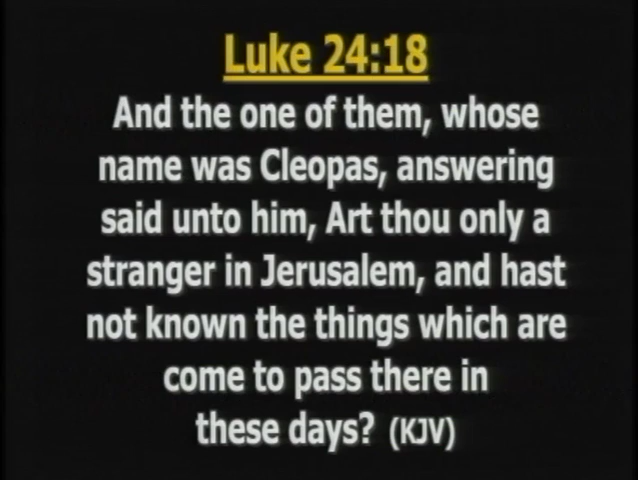 Luke 24:18
And the one of them, whose
name was Cleopas, answering
said unto him, Art thou only a
stranger in Jerusalem, and hast
not known the things which are
come to pass there in
these days? (KJV)